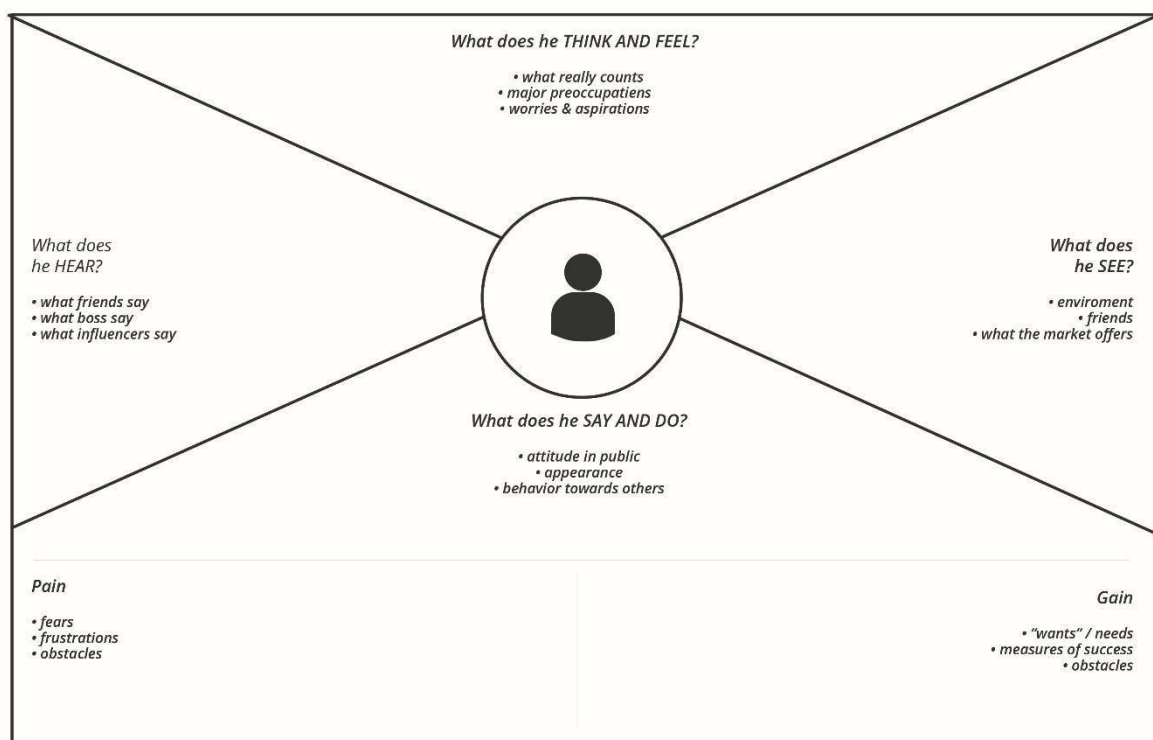 What does he THINK AND FEEL?
• what really counts
• major preoccupatiens
• worries & aspirations
What does
he HEAR?
• what friends say
• what boss say
• what influencers say
What does
he SEE?
• enviroment
• friends
• what the market offers
What does he SAY AND DO?
• attitude in public
• appearance
• behavior towards others
Pain
• fears
• frustrations
• obstacles
Gain
• “wants” / needs
• measures of success
• obstacles